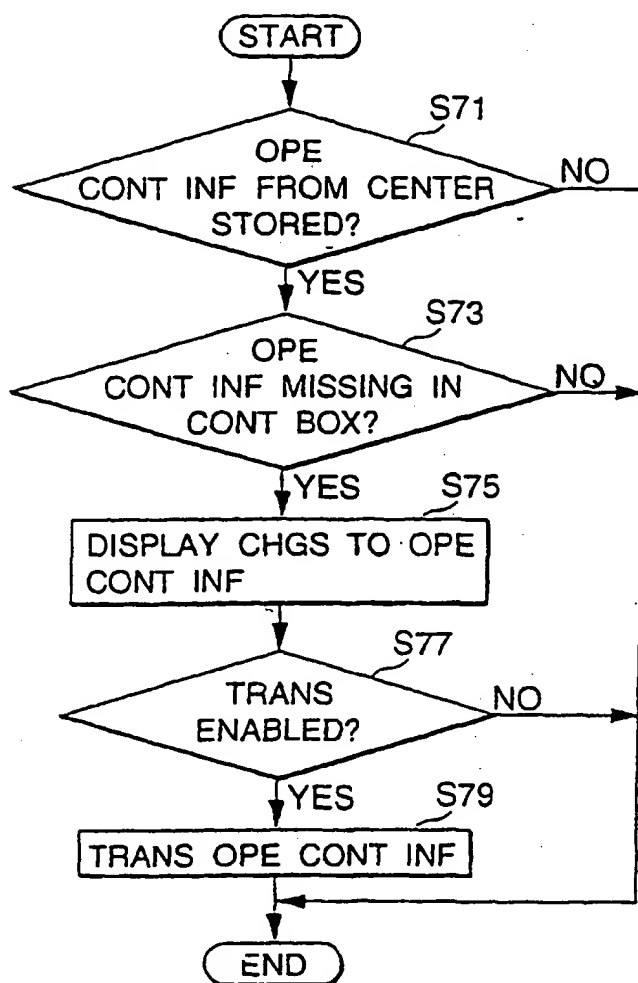 START
S71
OPE
CONT INF FROM CENTER
STORED?
NO
YES
S73
OPE
CONT INF MISSING IN
CONT BOX?
NO
YES
S75
DISPLAY CHGS TO OPE
CONT INF
S77
TRANS
ENABLED?
NO
YES
S79
TRANS OPE CONT INF
END